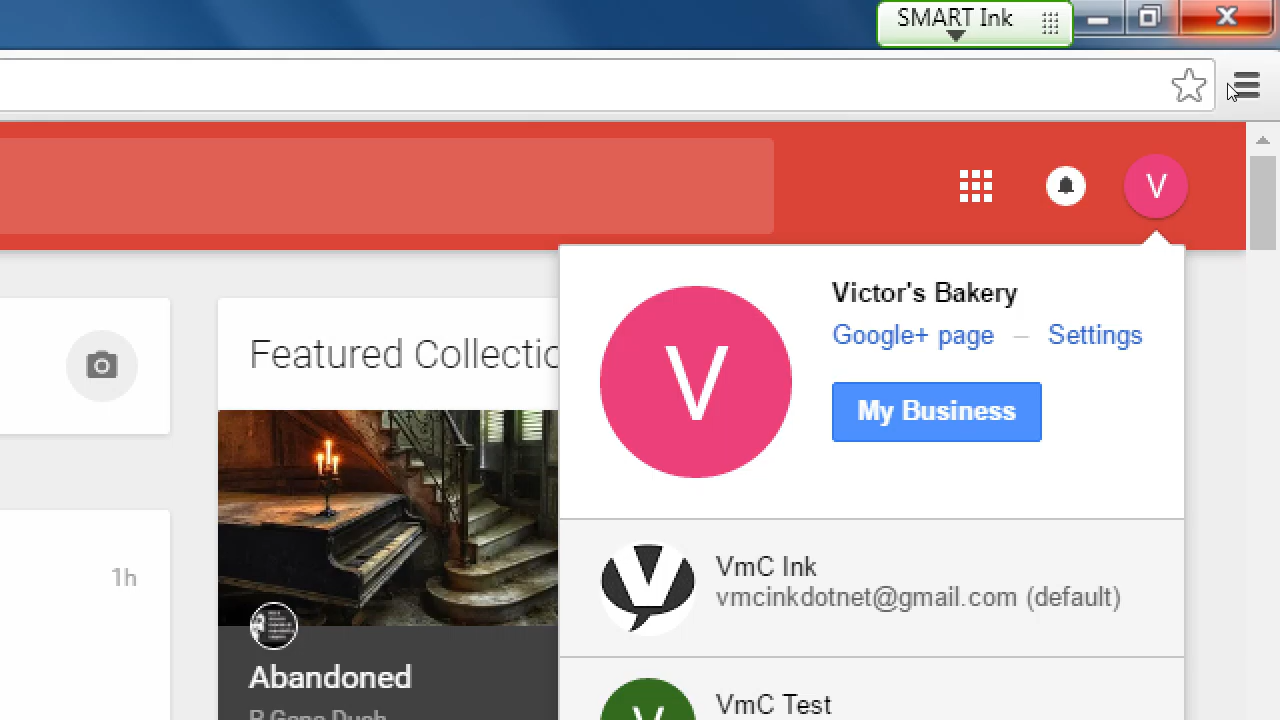 SMART Ink
V
Victor's Bakery
Google+ page — Settings
V
My Business
Featured Collectio
1h
VmC Ink
vmcinkdotnet@gmail.com (default)
Abandoned
VmC Test
V